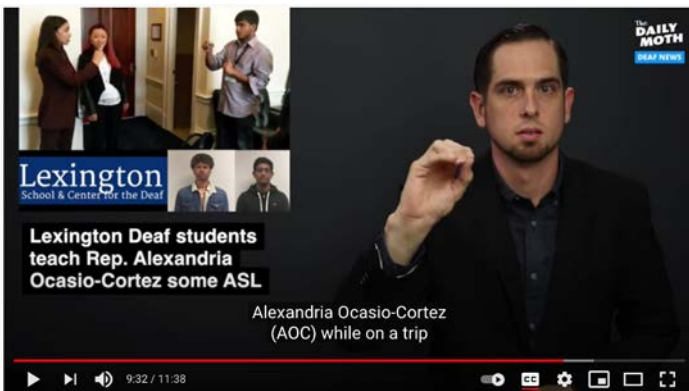 The
DAILY
MOTH
DEAF NEWS
Lexington
School & Center for the Deaf
Lexington Deaf students
teach Rep. Alexandria
Ocasio-Cortez some ASL
Alexandria Ocasio-Cortez
(AOC) while on a trip
9:32 / 11:38
CC